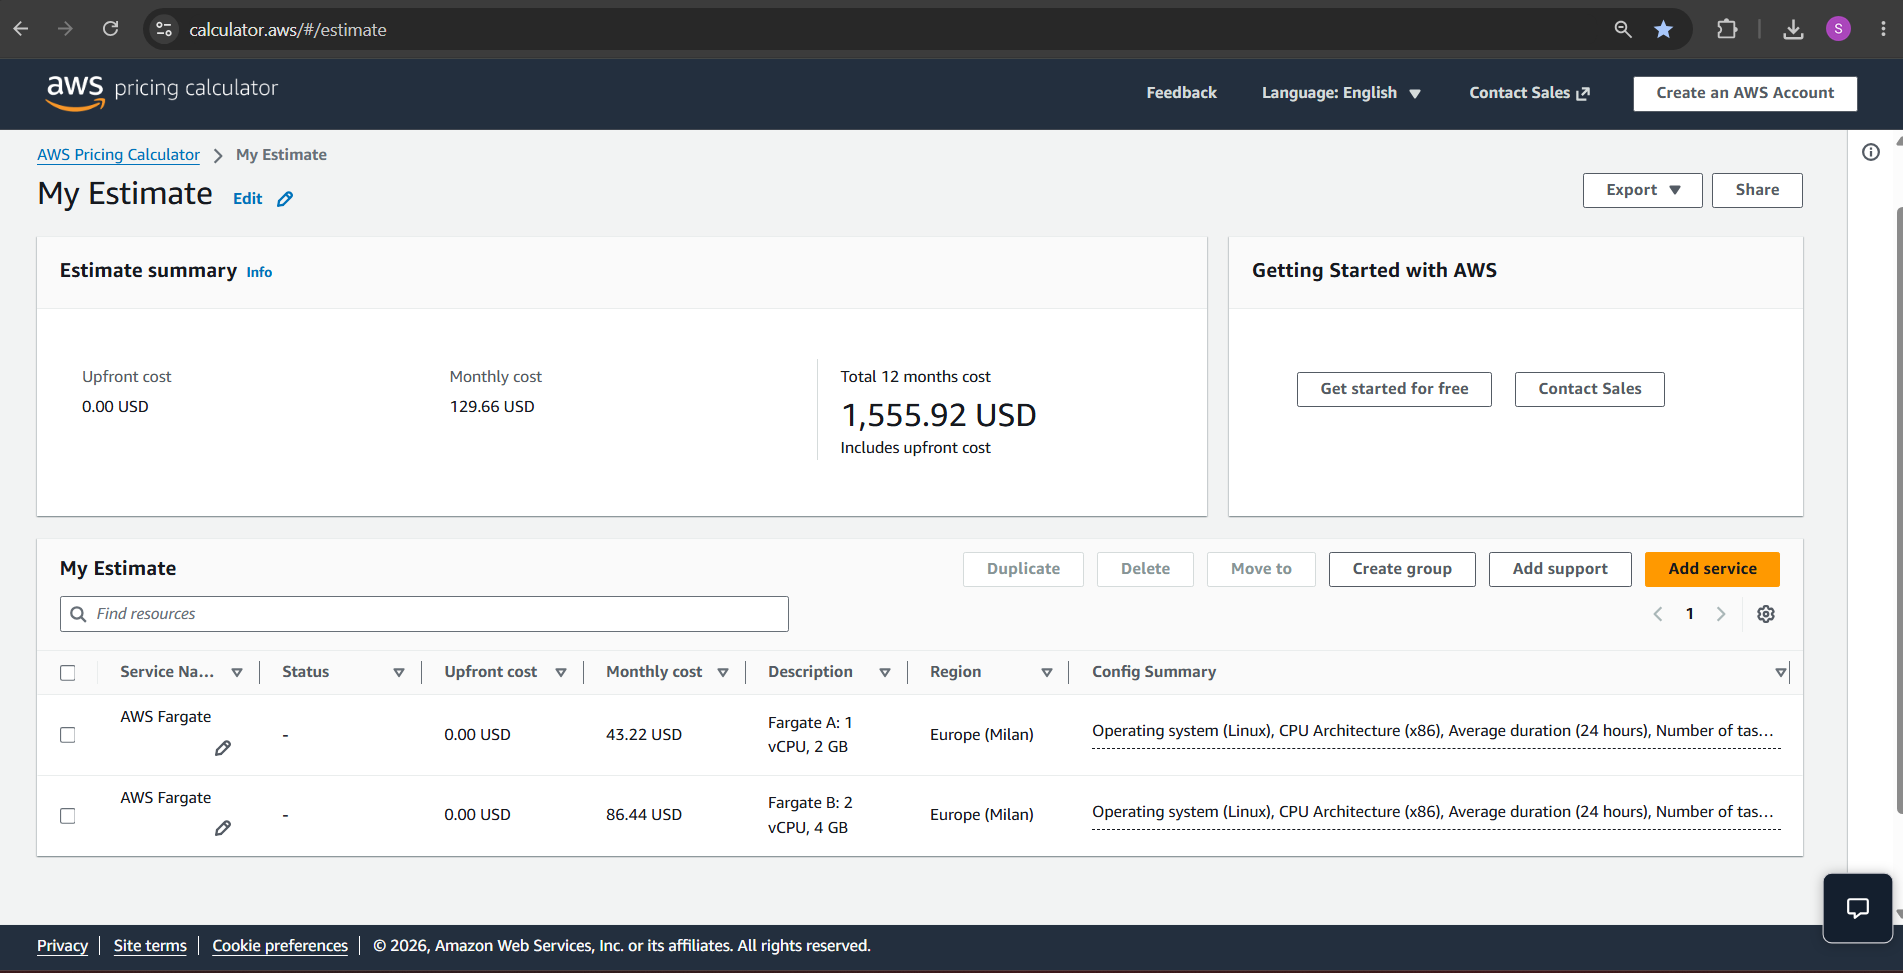 calculator.aws/#/estimate
S
aws pricing calculator
Feedback
Language: English
Contact Sales
Create an AWS Account
AWS Pricing Calculator
My Estimate
My Estimate
Edit
Export
Share
Estimate summary
Info
Getting Started with AWS
Upfront cost
0.00 USD
Monthly cost
129.66 USD
Total 12 months cost
1,555.92 USD
Includes upfront cost
Get started for free
Contact Sales
My Estimate
Duplicate
Delete
Move to
Create group
Add support
Add service
Find resources
1
Service Na...
Status
Upfront cost
Monthly cost
Description
Region
Config Summary
AWS Fargate
-
0.00 USD
43.22 USD
Fargate A: 1
vCPU, 2 GB
Europe (Milan)
Operating system (Linux), CPU Architecture (x86), Average duration (24 hours), Number of tas...
AWS Fargate
-
0.00 USD
86.44 USD
Fargate B: 2
vCPU, 4 GB
Europe (Milan)
Operating system (Linux), CPU Architecture (x86), Average duration (24 hours), Number of tas...
Privacy
Site terms
Cookie preferences
© 2026, Amazon Web Services, Inc. or its affiliates. All rights reserved.